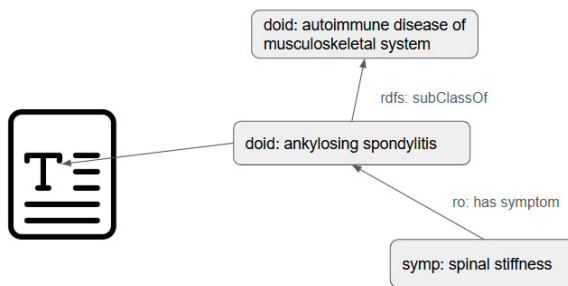 doid: autoimmune disease of
musculoskeletal system
rdfs: subClassOf
doid: ankylosing spondylitis
T
ro: has symptom
symp: spinal stiffness